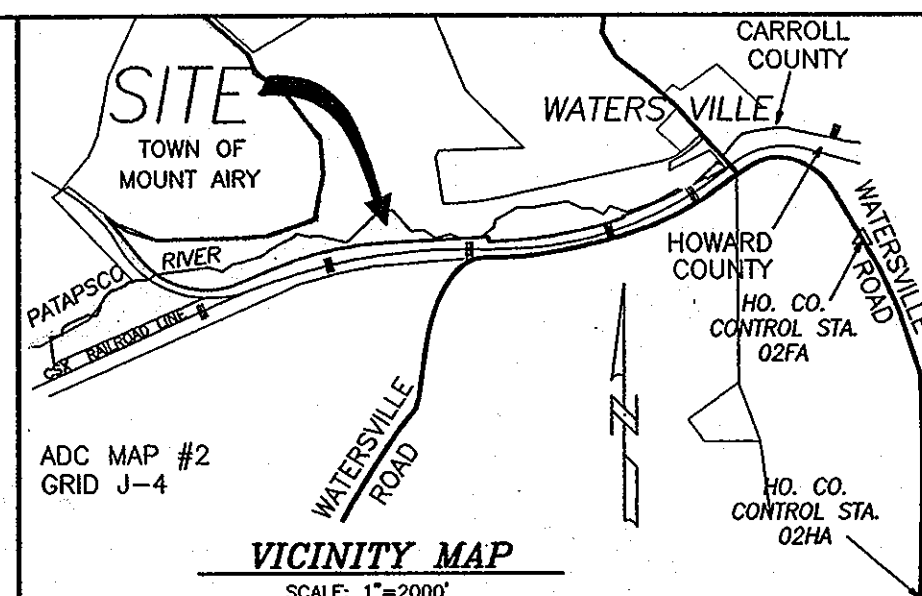 CARROLL
COUNTY
SITE
TOWN OF
MOUNT AIRY
WATERSVILLE
PATAPSCO RIVER
CSX RAILROAD LINE
HOWARD
COUNTY
WATERSVILLE
ROAD
HO. CO.
CONTROL STA.
02FA
WATERSVILLE
ROAD
N
ADC MAP #2
GRID J-4
HO. CO.
CONTROL STA.
02HA
VICINITY MAP
SCALE: 1"=2000'